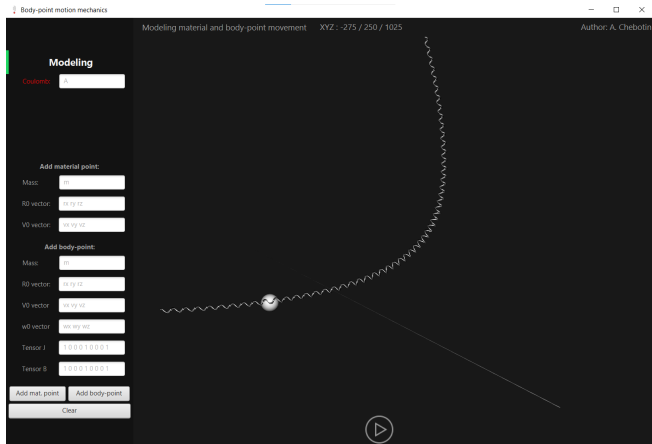 Body-point motion mechanics
Modeling material and body-point movement XYZ : -275 / 250 / 1025 Author: A. Chebotin
Modeling
Coulomb: A
Add material point:
Mass: m
R0 vector: rx ry rz
V0 vector: vx vy vz
Add body-point:
Mass: m
R0 vector: rx ry rz
V0 vector vx vy vz
w0 vector wx wy wz
Tensor J 1 0 0 0 1 0 0 0 1
Tensor B 1 0 0 0 1 0 0 0 1
Add mat. point Add body-point
Clear